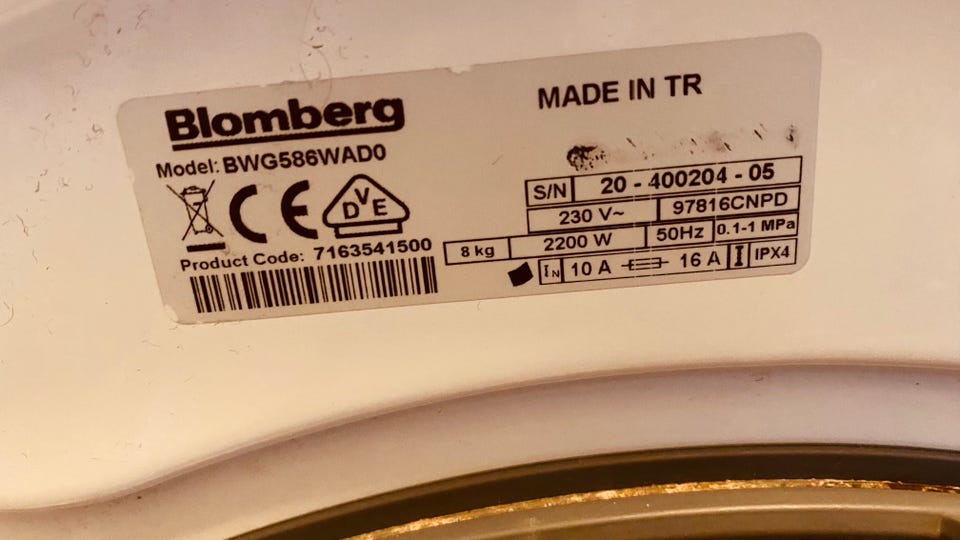 Blomberg
MADE IN TR
Model: BWG586WAD0
DVE
Product Code: 7163541500
S/N 20 - 400204 - 05
230 V~ 97816CNPD
8 kg 2200 W 50Hz 0.1-1 MPa
IN 10 A 16 A I IPX4